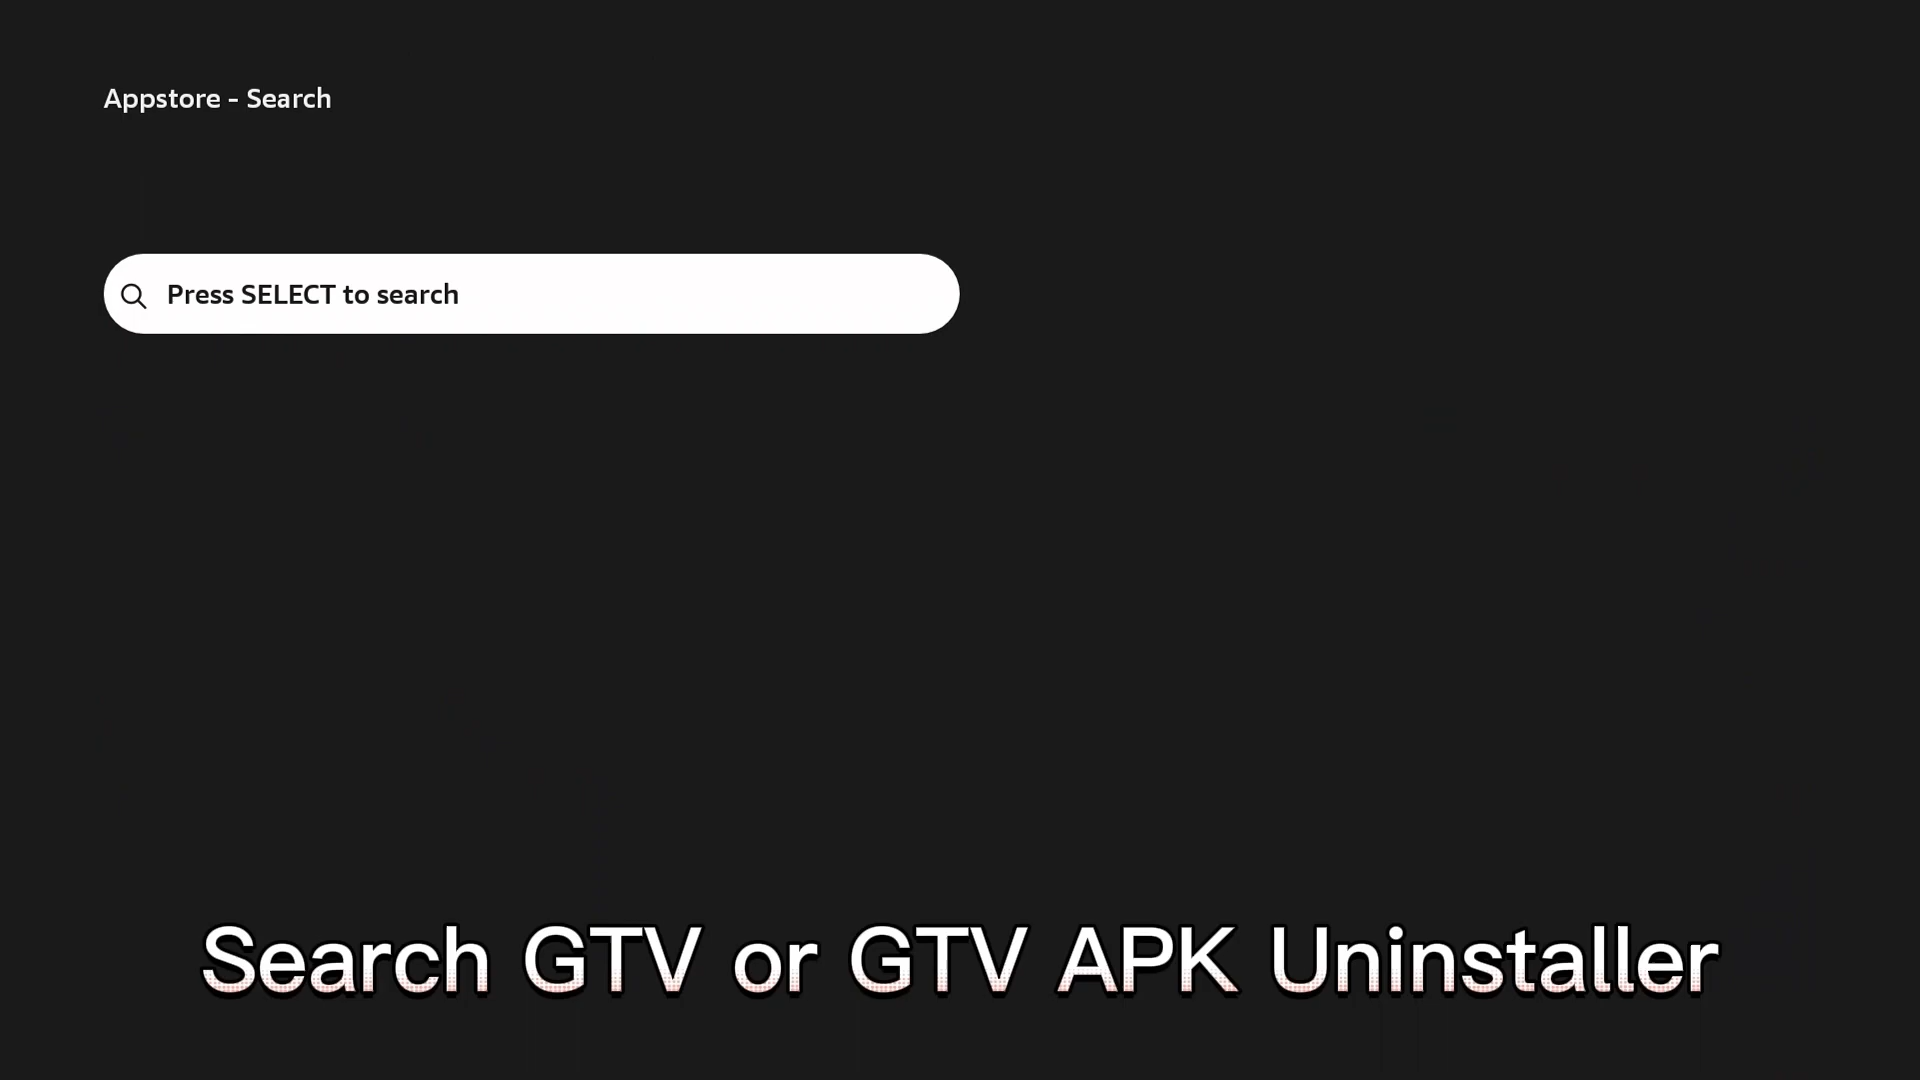 Appstore - Search
Press SELECT to search
Search GTV or GTV APK Uninstaller